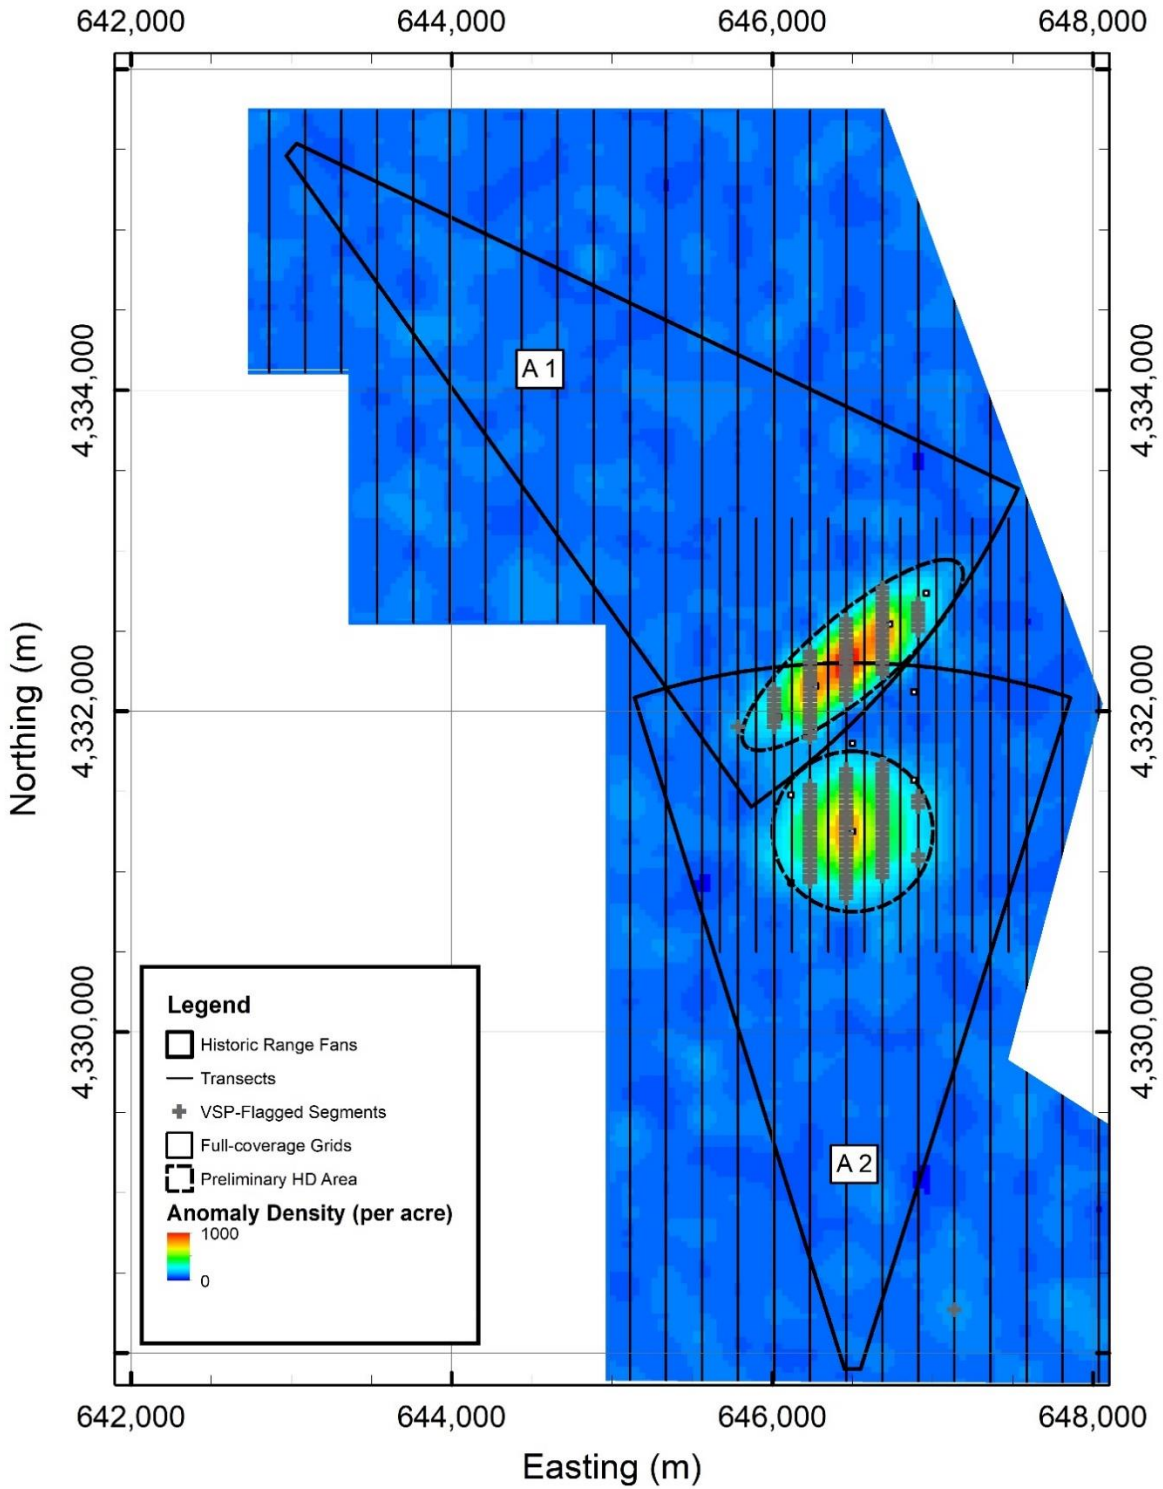 642,000 644,000 646,000 648,000
4,334,000
4,332,000
4,330,000
Northing (m)
A 1
A 2
4,334,000
4,332,000
4,330,000
Legend
Historic Range Fans
Transects
VSP-Flagged Segments
Full-coverage Grids
Preliminary HD Area
Anomaly Density (per acre)
1000
0
642,000 644,000 646,000 648,000
Easting (m)